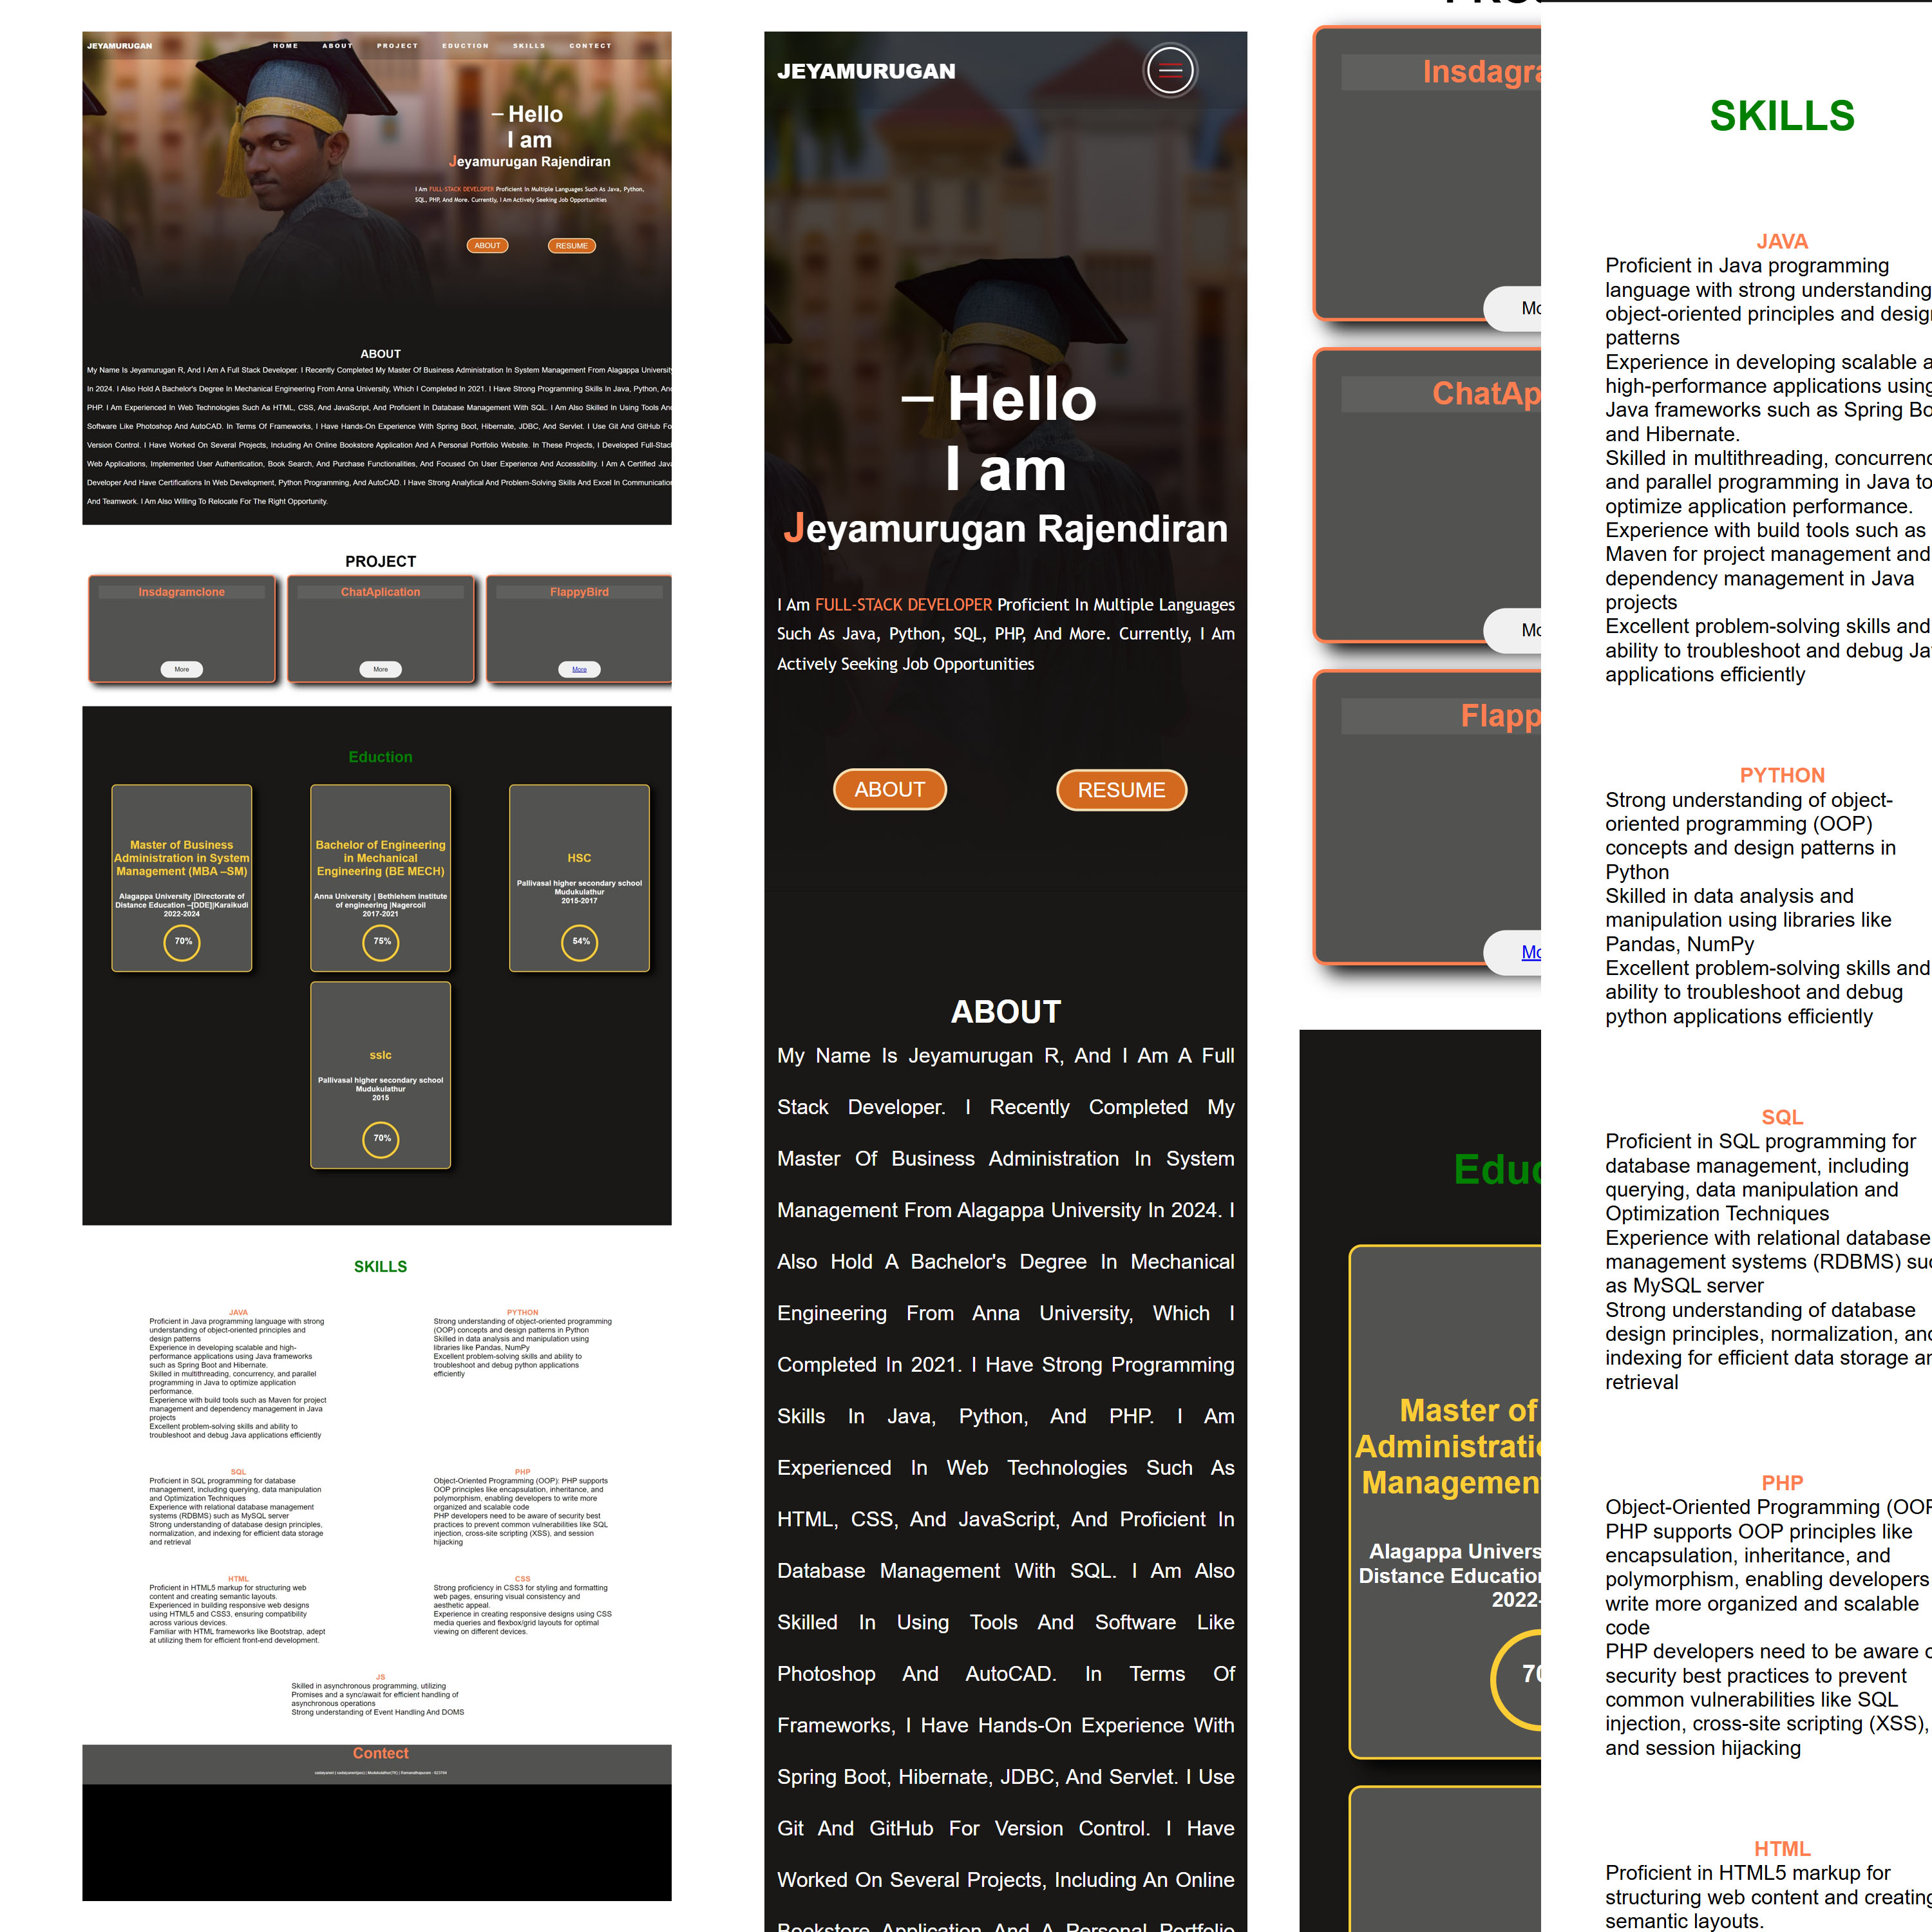 JEYAMURUGAN
HOME ABOUT PROJECT EDUCTION SKILLS CONTECT
– Hello
I am
Jeyamurugan Rajendiran
I Am FULL-STACK DEVELOPER Proficient In Multiple Languages Such As Java, Python,
SQL, PHP, And More. Currently, I Am Actively Seeking Job Opportunities
ABOUT RESUME
ABOUT
My Name Is Jeyamurugan R, And I Am A Full Stack Developer. I Recently Completed My Master Of Business Administration In System Management From Alagappa University
In 2024. I Also Hold A Bachelor's Degree In Mechanical Engineering From Anna University, Which I Completed In 2021. I Have Strong Programming Skills In Java, Python, And
PHP. I Am Experienced In Web Technologies Such As HTML, CSS, And JavaScript, And Proficient In Database Management With SQL. I Am Also Skilled In Using Tools And
Software Like Photoshop And AutoCAD. In Terms Of Frameworks, I Have Hands-On Experience With Spring Boot, Hibernate, JDBC, And Servlet. I Use Git And GitHub Fo
Version Control. I Have Worked On Several Projects, Including An Online Bookstore Application And A Personal Portfolio Website. In These Projects, I Developed Full-Stack
Web Applications, Implemented User Authentication, Book Search, And Purchase Functionalities, And Focused On User Experience And Accessibility. I Am A Certified Java
Developer And Have Certifications In Web Development, Python Programming, And AutoCAD. I Have Strong Analytical And Problem-Solving Skills And Excel In Communication
And Teamwork. I Am Also Willing To Relocate For The Right Opportunity.
PROJECT
Insdagramclone ChatAplication FlappyBird
More More More
Eduction
Master of Business
Administration in System
Management (MBA –SM)
Alagappa University |Directorate of
Distance Education –[DDE]|Karaikudi
2022-2024
70%
Bachelor of Engineering
in Mechanical
Engineering (BE MECH)
Anna University | Bethlehem institute
of engineering |Nagercoil
2017-2021
75%
HSC
Pallivasal higher secondary school
Mudukulathur
2015-2017
54%
sslc
Pallivasal higher secondary school
Mudukulathur
2015
70%
SKILLS
JAVA
Proficient in Java programming language with strong
understanding of object-oriented principles and
design patterns
Experience in developing scalable and high-
performance applications using Java frameworks
such as Spring Boot and Hibernate.
Skilled in multithreading, concurrency, and parallel
programming in Java to optimize application
performance.
Experience with build tools such as Maven for project
management and dependency management in Java
projects
Excellent problem-solving skills and ability to
troubleshoot and debug Java applications efficiently
PYTHON
Strong understanding of object-oriented programming
(OOP) concepts and design patterns in Python
Skilled in data analysis and manipulation using
libraries like Pandas, NumPy
Excellent problem-solving skills and ability to
troubleshoot and debug python applications
efficiently
SQL
Proficient in SQL programming for database
management, including querying, data manipulation
and Optimization Techniques
Experience with relational database management
systems (RDBMS) such as MySQL server
Strong understanding of database design principles,
normalization, and indexing for efficient data storage
and retrieval
PHP
Object-Oriented Programming (OOP): PHP supports
OOP principles like encapsulation, inheritance, and
polymorphism, enabling developers to write more
organized and scalable code
PHP developers need to be aware of security best
practices to prevent common vulnerabilities like SQL
injection, cross-site scripting (XSS), and session
hijacking
HTML
Proficient in HTML5 markup for structuring web
content and creating semantic layouts.
Experienced in building responsive web designs
using HTML5 and CSS3, ensuring compatibility
across various devices.
Familiar with HTML frameworks like Bootstrap, adept
at utilizing them for efficient front-end development.
CSS
Strong proficiency in CSS3 for styling and formatting
web pages, ensuring visual consistency and
aesthetic appeal.
Experience in creating responsive designs using CSS
media queries and flexbox/grid layouts for optimal
viewing on different devices.
JS
Skilled in asynchronous programming, utilizing
Promises and a sync/await for efficient handling of
asynchronous operations
Strong understanding of Event Handling And DOMS
Contect
JEYAMURUGAN
– Hello
I am
Jeyamurugan Rajendiran
I Am FULL-STACK DEVELOPER Proficient In Multiple Languages
Such As Java, Python, SQL, PHP, And More. Currently, I Am
Actively Seeking Job Opportunities
ABOUT RESUME
ABOUT
My Name Is Jeyamurugan R, And I Am A Full
Stack Developer. I Recently Completed My
Master Of Business Administration In System
Management From Alagappa University In 2024. I
Also Hold A Bachelor's Degree In Mechanical
Engineering From Anna University, Which I
Completed In 2021. I Have Strong Programming
Skills In Java, Python, And PHP. I Am
Experienced In Web Technologies Such As
HTML, CSS, And JavaScript, And Proficient In
Database Management With SQL. I Am Also
Skilled In Using Tools And Software Like
Photoshop And AutoCAD. In Terms Of
Frameworks, I Have Hands-On Experience With
Spring Boot, Hibernate, JDBC, And Servlet. I Use
Git And GitHub For Version Control. I Have
Worked On Several Projects, Including An Online
Bookstore Application And A Personal Portfolio
Insdagra
Mo
ChatAp
Mo
Flapp
Mo
Educ
Master of
Administratio
Management
Alagappa Univers
Distance Education
2022-
70
SKILLS
JAVA
Proficient in Java programming
language with strong understanding
object-oriented principles and design
patterns
Experience in developing scalable a
high-performance applications using
Java frameworks such as Spring Bo
and Hibernate.
Skilled in multithreading, concurrenc
and parallel programming in Java to
optimize application performance.
Experience with build tools such as
Maven for project management and
dependency management in Java
projects
Excellent problem-solving skills and
ability to troubleshoot and debug Ja
applications efficiently
PYTHON
Strong understanding of object-
oriented programming (OOP)
concepts and design patterns in
Python
Skilled in data analysis and
manipulation using libraries like
Pandas, NumPy
Excellent problem-solving skills and
ability to troubleshoot and debug
python applications efficiently
SQL
Proficient in SQL programming for
database management, including
querying, data manipulation and
Optimization Techniques
Experience with relational database
management systems (RDBMS) suc
as MySQL server
Strong understanding of database
design principles, normalization, and
indexing for efficient data storage an
retrieval
PHP
Object-Oriented Programming (OOP
PHP supports OOP principles like
encapsulation, inheritance, and
polymorphism, enabling developers
write more organized and scalable
code
PHP developers need to be aware o
security best practices to prevent
common vulnerabilities like SQL
injection, cross-site scripting (XSS),
and session hijacking
HTML
Proficient in HTML5 markup for
structuring web content and creating
semantic layouts.